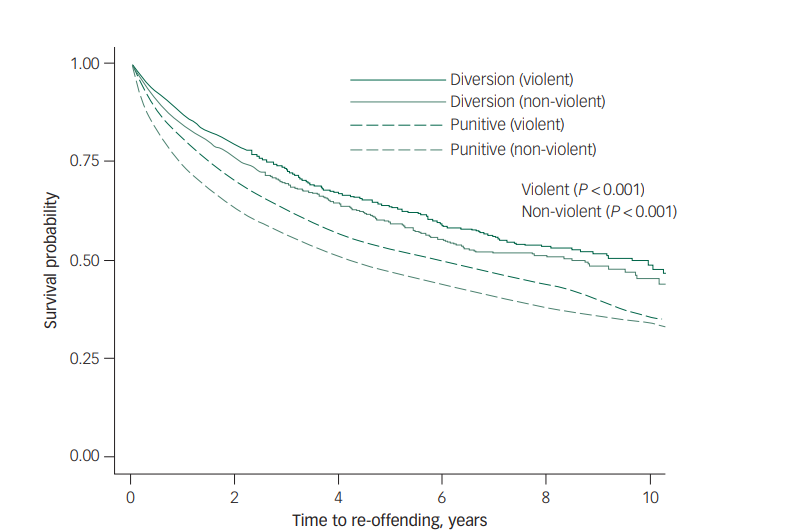 1.00
0.75
0.50
0.25
0.00
Survival probability
Diversion (violent)
Diversion (non-violent)
Punitive (violent)
Punitive (non-violent)
Violent (P < 0.001)
Non-violent (P < 0.001)
0 2 4 6 8 10
Time to re-offending, years